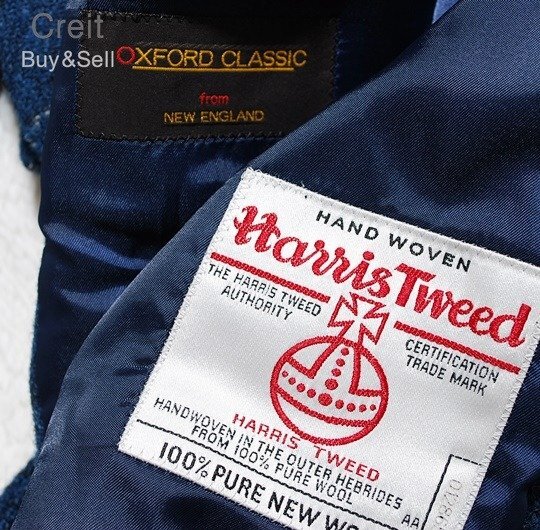 Creit
Buy&Sell
OXFORD CLASSIC
from
NEW ENGLAND
HAND WOVEN
Harris Tweed
THE HARRIS TWEED
AUTHORITY
CERTIFICATION
TRADE MARK
HARRIS TWEED
HANDWOVEN IN THE OUTER HEBRIDES
FROM 100% PURE WOOL
100% PURE NEW
AA